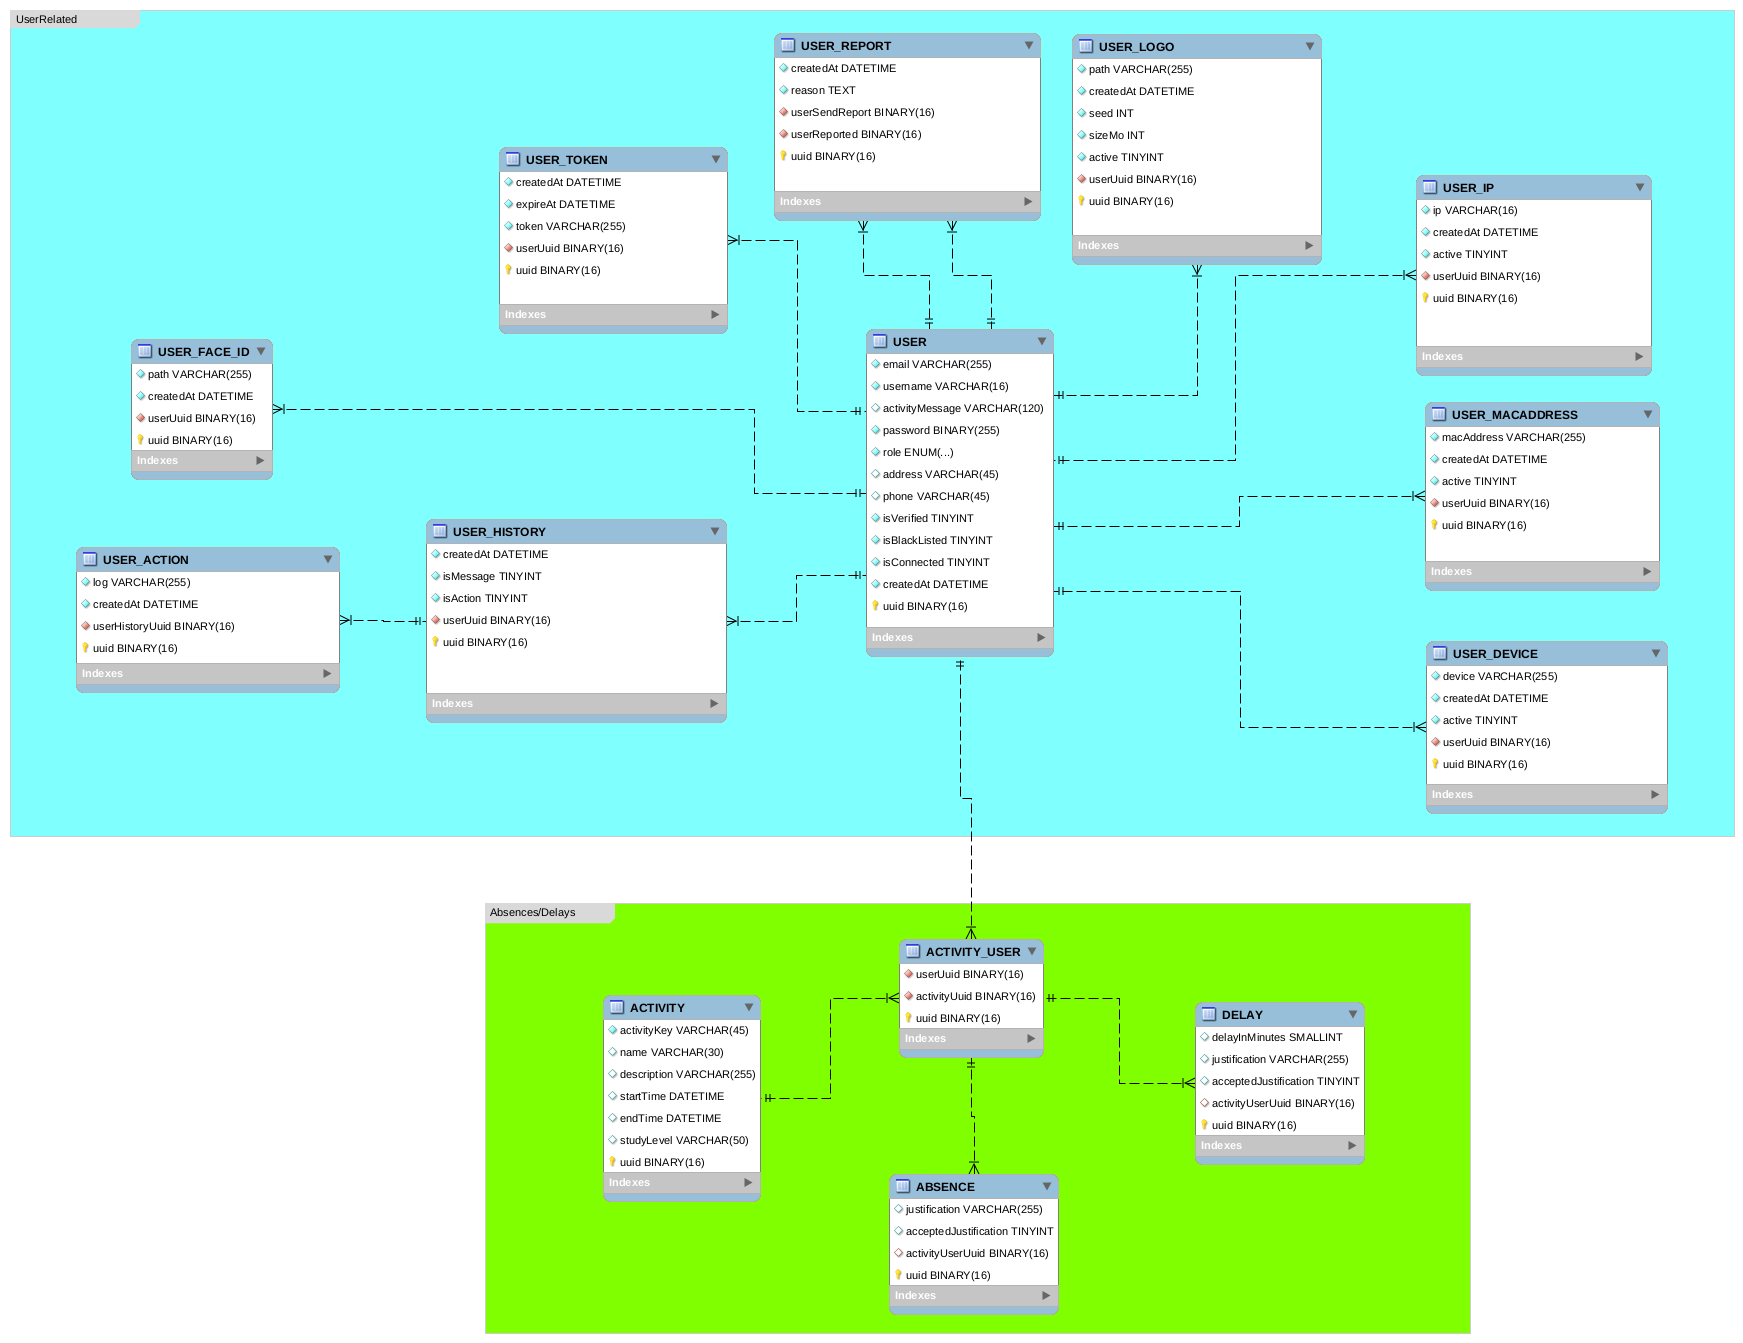 UserRelated
USER_REPORT
createdAt DATETIME
reason TEXT
userSendReport BINARY(16)
userReported BINARY(16)
uuid BINARY(16)
Indexes
USER_LOGO
path VARCHAR(255)
createdAt DATETIME
seed INT
sizeMo INT
active TINYINT
userUuid BINARY(16)
uuid BINARY(16)
Indexes
USER_TOKEN
createdAt DATETIME
expireAt DATETIME
token VARCHAR(255)
userUuid BINARY(16)
uuid BINARY(16)
Indexes
USER_IP
ip VARCHAR(16)
createdAt DATETIME
active TINYINT
userUuid BINARY(16)
uuid BINARY(16)
Indexes
USER_FACE_ID
path VARCHAR(255)
createdAt DATETIME
userUuid BINARY(16)
uuid BINARY(16)
Indexes
USER
email VARCHAR(255)
username VARCHAR(16)
activityMessage VARCHAR(120)
password BINARY(255)
role ENUM(...)
address VARCHAR(45)
phone VARCHAR(45)
isVerified TINYINT
isBlackListed TINYINT
isConnected TINYINT
createdAt DATETIME
uuid BINARY(16)
Indexes
USER_MACADDRESS
macAddress VARCHAR(255)
createdAt DATETIME
active TINYINT
userUuid BINARY(16)
uuid BINARY(16)
Indexes
USER_HISTORY
createdAt DATETIME
isMessage TINYINT
isAction TINYINT
userUuid BINARY(16)
uuid BINARY(16)
Indexes
USER_ACTION
log VARCHAR(255)
createdAt DATETIME
userHistoryUuid BINARY(16)
uuid BINARY(16)
Indexes
USER_DEVICE
device VARCHAR(255)
createdAt DATETIME
active TINYINT
userUuid BINARY(16)
uuid BINARY(16)
Indexes
Absences/Delays
ACTIVITY_USER
userUuid BINARY(16)
activityUuid BINARY(16)
uuid BINARY(16)
Indexes
ACTIVITY
activityKey VARCHAR(45)
name VARCHAR(30)
description VARCHAR(255)
startTime DATETIME
endTime DATETIME
studyLevel VARCHAR(50)
uuid BINARY(16)
Indexes
DELAY
delayInMinutes SMALLINT
justification VARCHAR(255)
acceptedJustification TINYINT
activityUserUuid BINARY(16)
uuid BINARY(16)
Indexes
ABSENCE
justification VARCHAR(255)
acceptedJustification TINYINT
activityUserUuid BINARY(16)
uuid BINARY(16)
Indexes